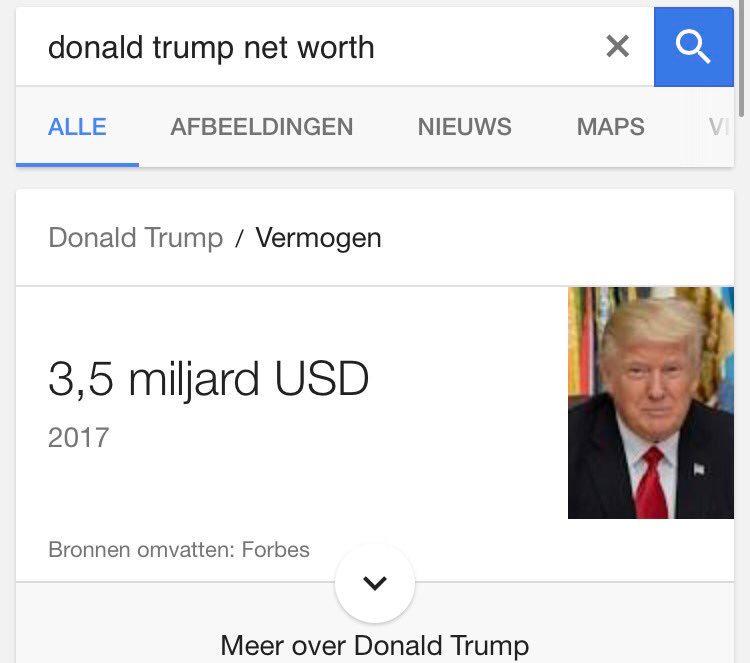 donald trump net worth
ALLE AFBEELDINGEN NIEUWS MAPS VI
Donald Trump / Vermogen
3,5 miljard USD
2017
Bronnen omvatten: Forbes
Meer over Donald Trump